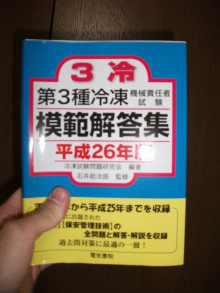 3冷
第3種冷凍 機械責任者
試験
模範解答集
平成26年版
冷凍試験問題研究会 編著
石井助次郎 監修
から平成25年までを収録
に出題された
【保安管理技術】の
全問題と解答・解説を収録
過去問対策に最適の一冊!
電気書院